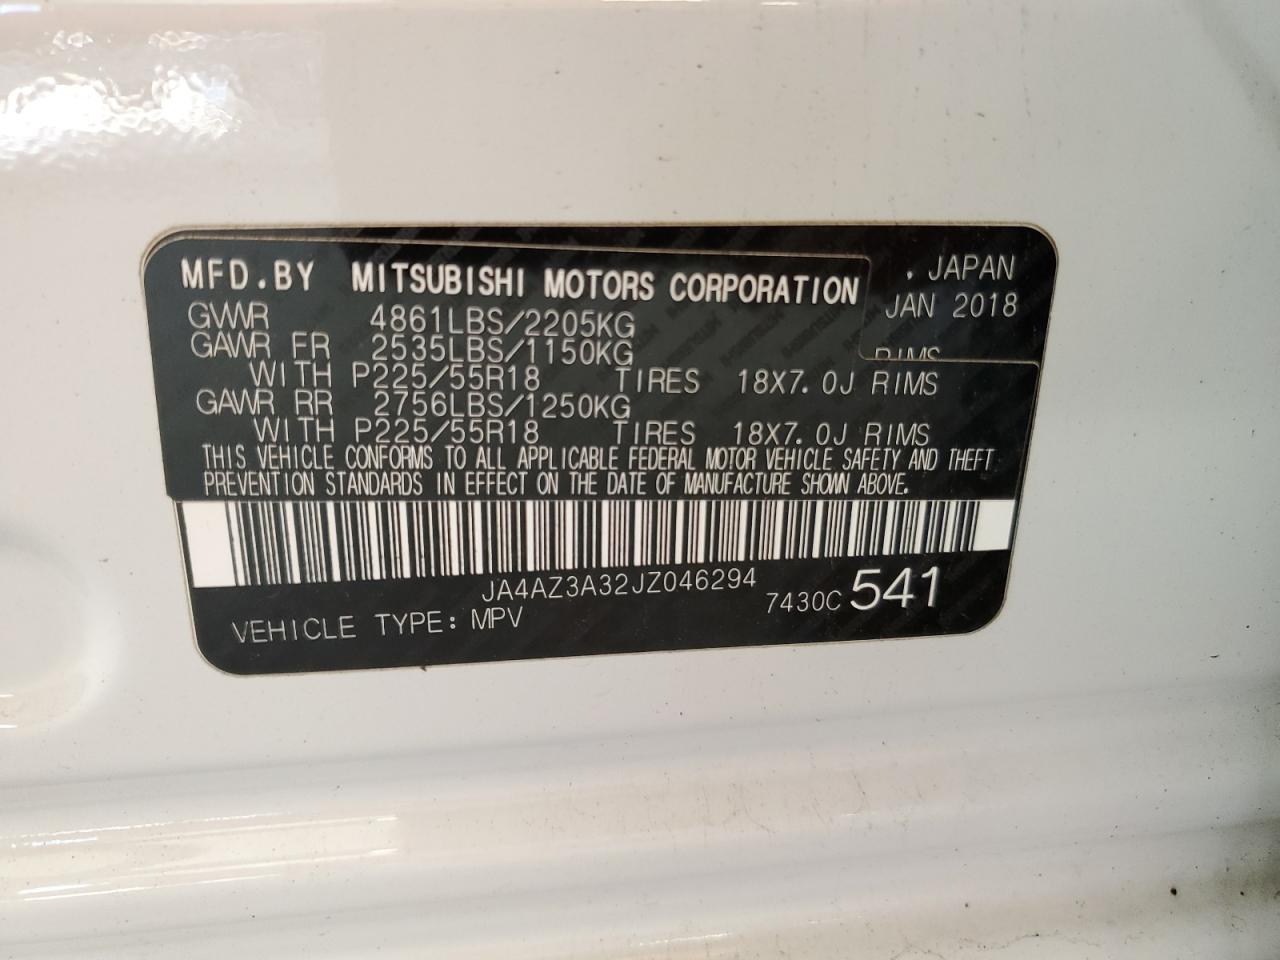 MFD.BY MITSUBISHI MOTORS CORPORATION . JAPAN
GVWR 4861LBS/2205KG JAN 2018
GAWR FR 2535LBS/1150KG RIMS
WITH P225/55R18 TIRES 18X7.0J RIMS
GAWR RR 2756LBS/1250KG
WITH P225/55R18 TIRES 18X7.0J RIMS
THIS VEHICLE CONFORMS TO ALL APPLICABLE FEDERAL MOTOR VEHICLE SAFETY AND THEFT
PREVENTION STANDARDS IN EFFECT ON THE DATE OF MANUFACTURE SHOWN ABOVE.
JA4AZ3A32JZ046294
VEHICLE TYPE: MPV 7430C 541